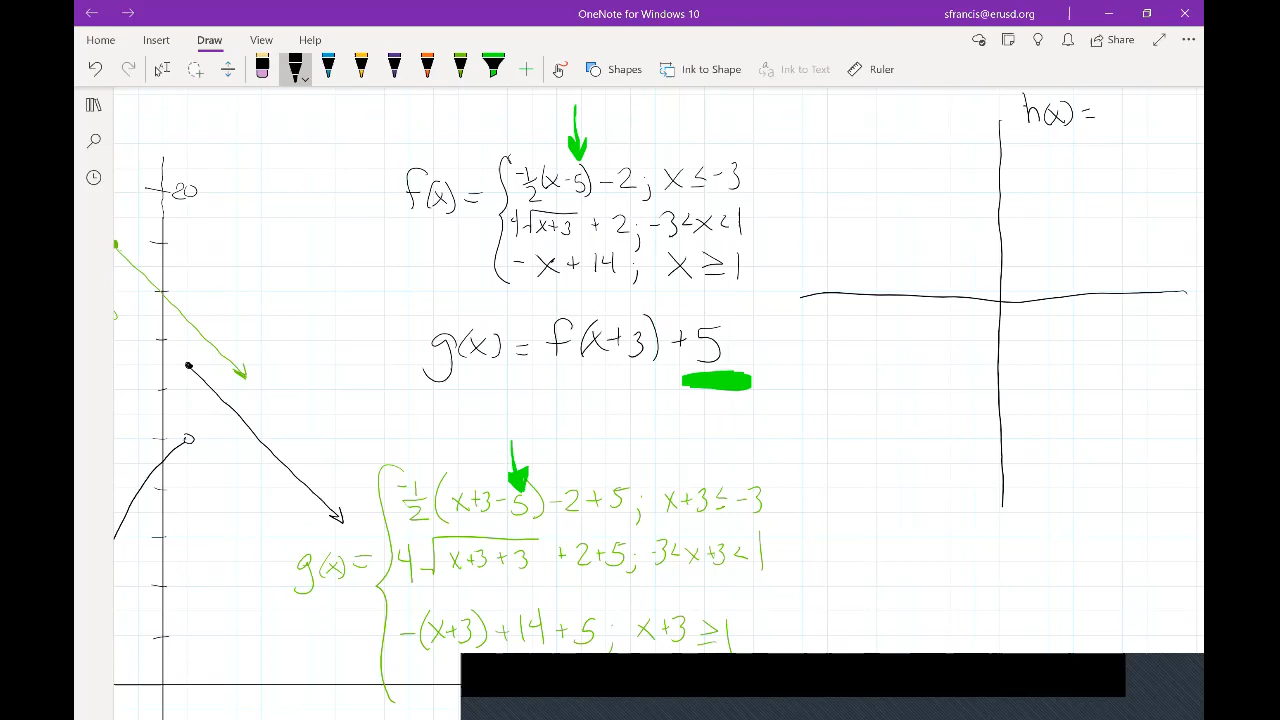 OneNote for Windows 10
sfrancis@erusd.org
Home Insert Draw View Help
Share
Shapes
Ink to Shape
Ink to Text
Ruler
h(x) =
20
f(x) = { -1/2(x-5) - 2 ; x ≤ -3
4√(x+3) + 2 ; -3 < x < 1
-x + 14 ; x ≥ 1
g(x) = f(x+3) + 5
g(x) = { -1/2(x+3-5) - 2 + 5 ; x+3 ≤ -3
4√(x+3+3) + 2 + 5 ; -3 < x+3 < 1
-(x+3) + 14 + 5 ; x+3 ≥ 1